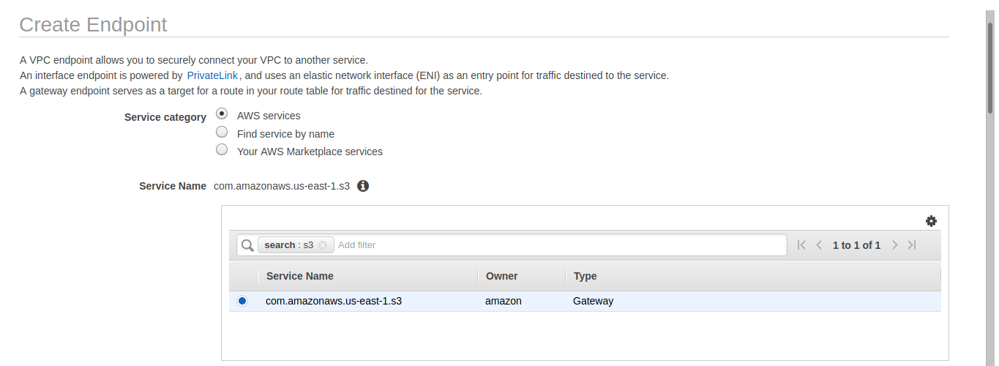 Create Endpoint
A VPC endpoint allows you to securely connect your VPC to another service.
An interface endpoint is powered by PrivateLink, and uses an elastic network interface (ENI) as an entry point for traffic destined to the service.
A gateway endpoint serves as a target for a route in your route table for traffic destined for the service.
Service category AWS services
Find service by name
Your AWS Marketplace services
Service Name com.amazonaws.us-east-1.s3
search : s3 Add filter 1 to 1 of 1
Service Name Owner Type
com.amazonaws.us-east-1.s3 amazon Gateway